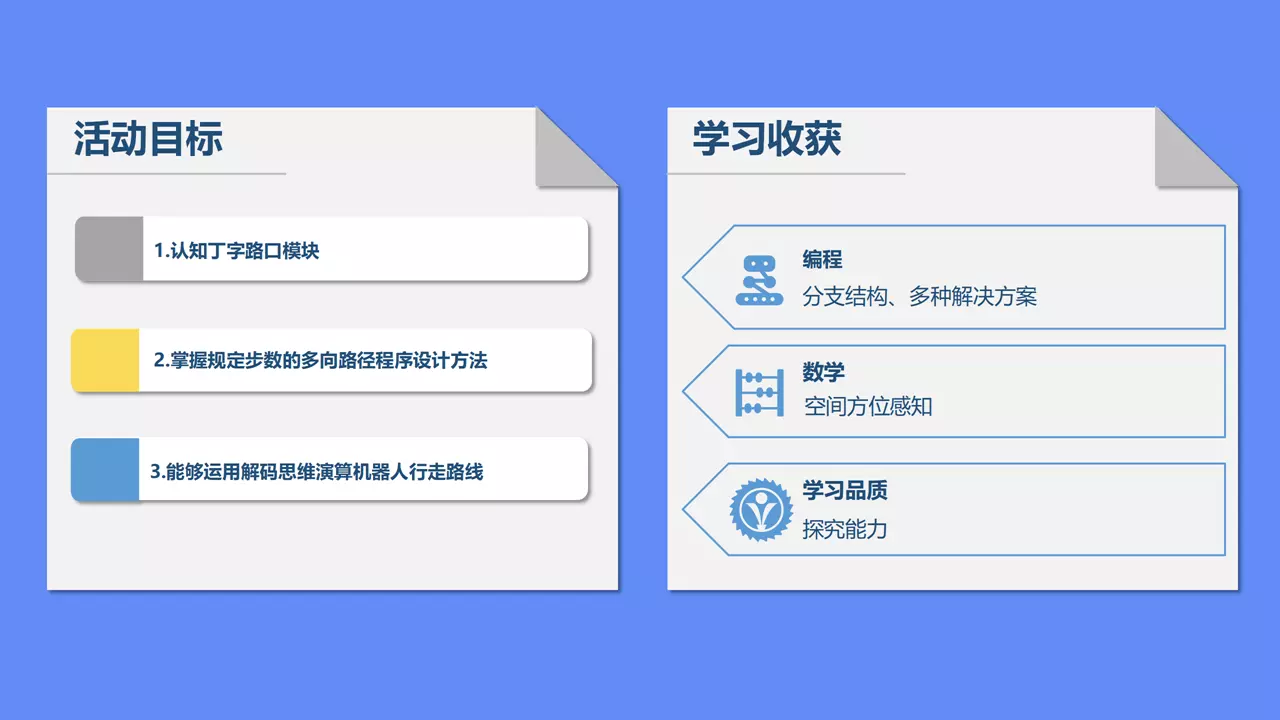 活动目标
1.认知丁字路口模块
2.掌握规定步数的多向路径程序设计方法
3.能够运用解码思维演算机器人行走路线
学习收获
编程
分支结构、多种解决方案
数学
空间方位感知
学习品质
探究能力